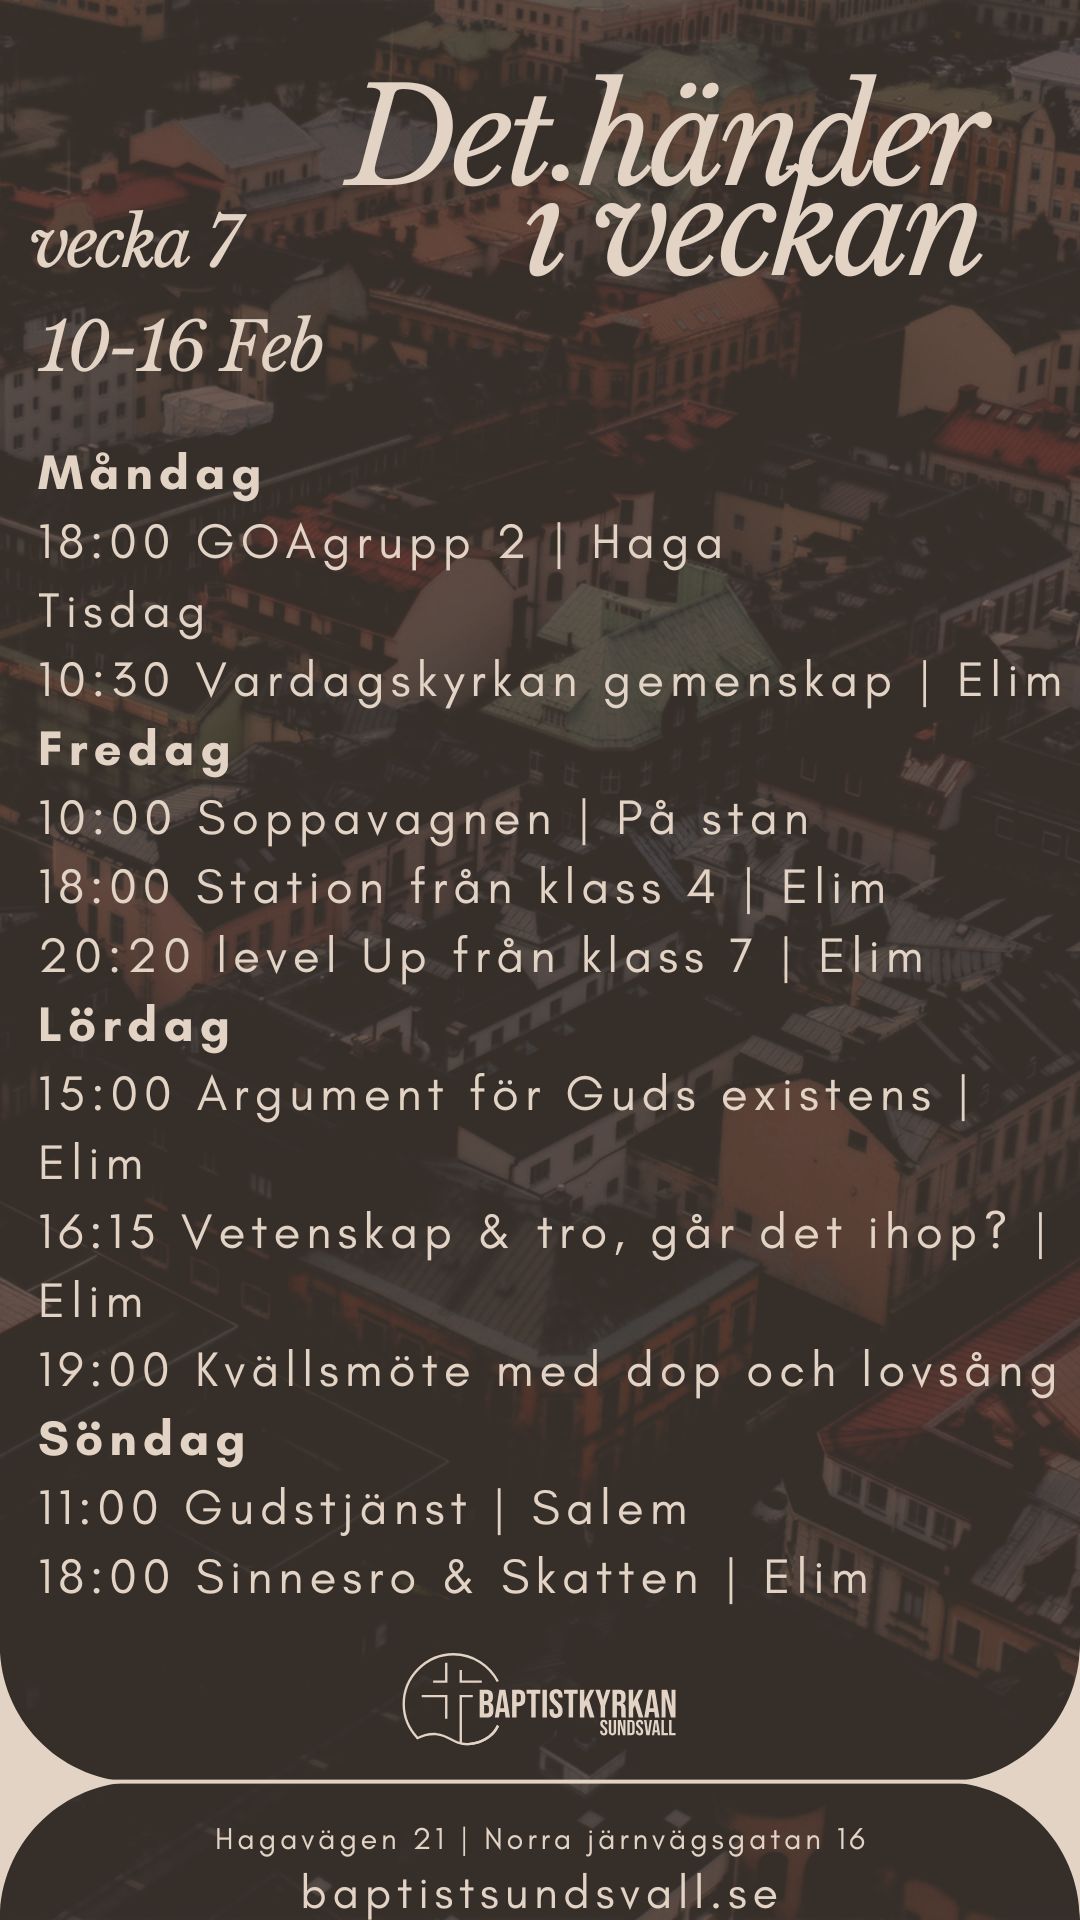 Det.händer
i veckan
vecka 7
10-16 Feb
Måndag
18:00 GOAgrupp 2 | Haga
Tisdag
10:30 Vardagskyrkan gemenskap | Elim
Fredag
10:00 Soppavagnen | På stan
18:00 Station från klass 4 | Elim
20:20 level Up från klass 7 | Elim
Lördag
15:00 Argument för Guds existens |
Elim
16:15 Vetenskap & tro, går det ihop? |
Elim
19:00 Kvällsmöte med dop och lovsång
Söndag
11:00 Gudstjänst | Salem
18:00 Sinnesro & Skatten | Elim
BAPTISTKYRKAN
SUNDSVALL
Hagavägen 21 | Norra järnvägsgatan 16
baptistsundsvall.se